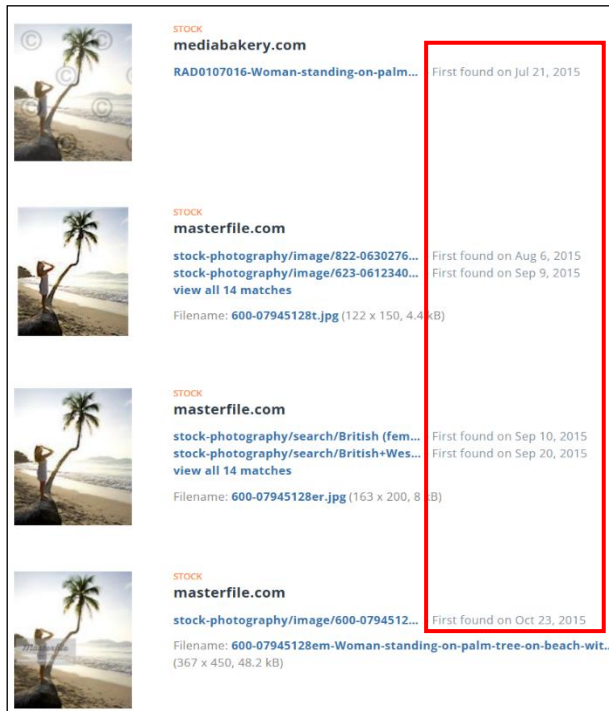 STOCK
mediabakery.com
RAD0107016-Woman-standing-on-palm... First found on Jul 21, 2015
STOCK
masterfile.com
stock-photography/image/822-0630276... First found on Aug 6, 2015
stock-photography/image/623-0612340... First found on Sep 9, 2015
view all 14 matches
Filename: 600-07945128t.jpg (122 x 150, 4.4 kB)
STOCK
masterfile.com
stock-photography/search/British (fem... First found on Sep 10, 2015
stock-photography/search/British+Wes... First found on Sep 20, 2015
view all 14 matches
Filename: 600-07945128er.jpg (163 x 200, 8 kB)
STOCK
masterfile.com
stock-photography/image/600-0794512... First found on Oct 23, 2015
Masterfile
Filename: 600-07945128em-Woman-standing-on-palm-tree-on-beach-wit...
(367 x 450, 48.2 kB)